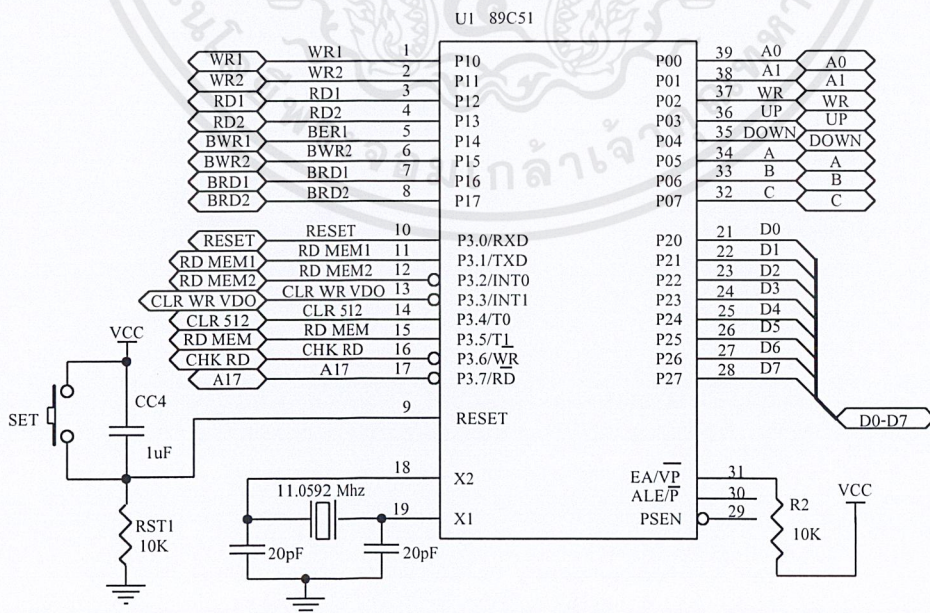 U1 89C51
WR1 WR1 1 P10 P00 39 A0 A0
WR2 WR2 2 P11 P01 38 A1 A1
RD1 RD1 3 P12 P02 37 WR WR
RD2 RD2 4 P13 P03 36 UP UP
BWR1 BER1 5 P14 P04 35 DOWN DOWN
BWR2 BWR2 6 P15 P05 34 A A
BRD1 BRD1 7 P16 P06 33 B B
BRD2 BRD2 8 P17 P07 32 C C
RESET RESET 10 P3.0/RXD P20 21 D0
RD MEM1 RD MEM1 11 P3.1/TXD P21 22 D1
RD MEM2 RD MEM2 12 P3.2/INT0 P22 23 D2
CLR WR VDO CLR WR VDO 13 P3.3/INT1 P23 24 D3
CLR 512 CLR 512 14 P3.4/T0 P24 25 D4
RD MEM RD MEM 15 P3.5/T1 P25 26 D5
CHK RD CHK RD 16 P3.6/WR P26 27 D6
A17 A17 17 P3.7/RD P27 28 D7
VCC
CC4
SET
1uF
9 RESET
D0-D7
18 X2 EA/VP 31
11.0592 Mhz
ALE/P 30
VCC
19 X1 PSEN 29
R2
10K
RST1
10K
20pF 20pF